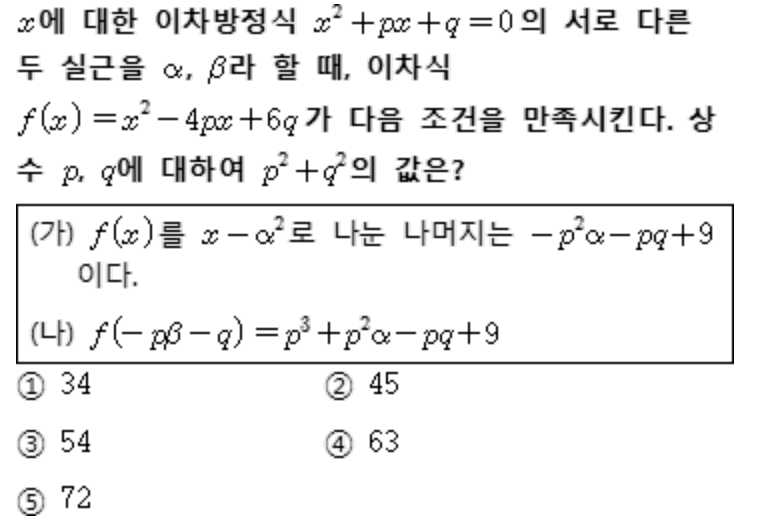 x에 대한 이차방정식 x²+px+q=0의 서로 다른
두 실근을 α, β라 할 때, 이차식
f(x)=x²-4px+6q가 다음 조건을 만족시킨다. 상
수 p, q에 대하여 p²+q²의 값은?
(가) f(x)를 x-α²로 나눈 나머지는 -p²α-pq+9
이다.
(나) f(-pβ-q)=p³+p²α-pq+9
① 34 ② 45
③ 54 ④ 63
⑤ 72